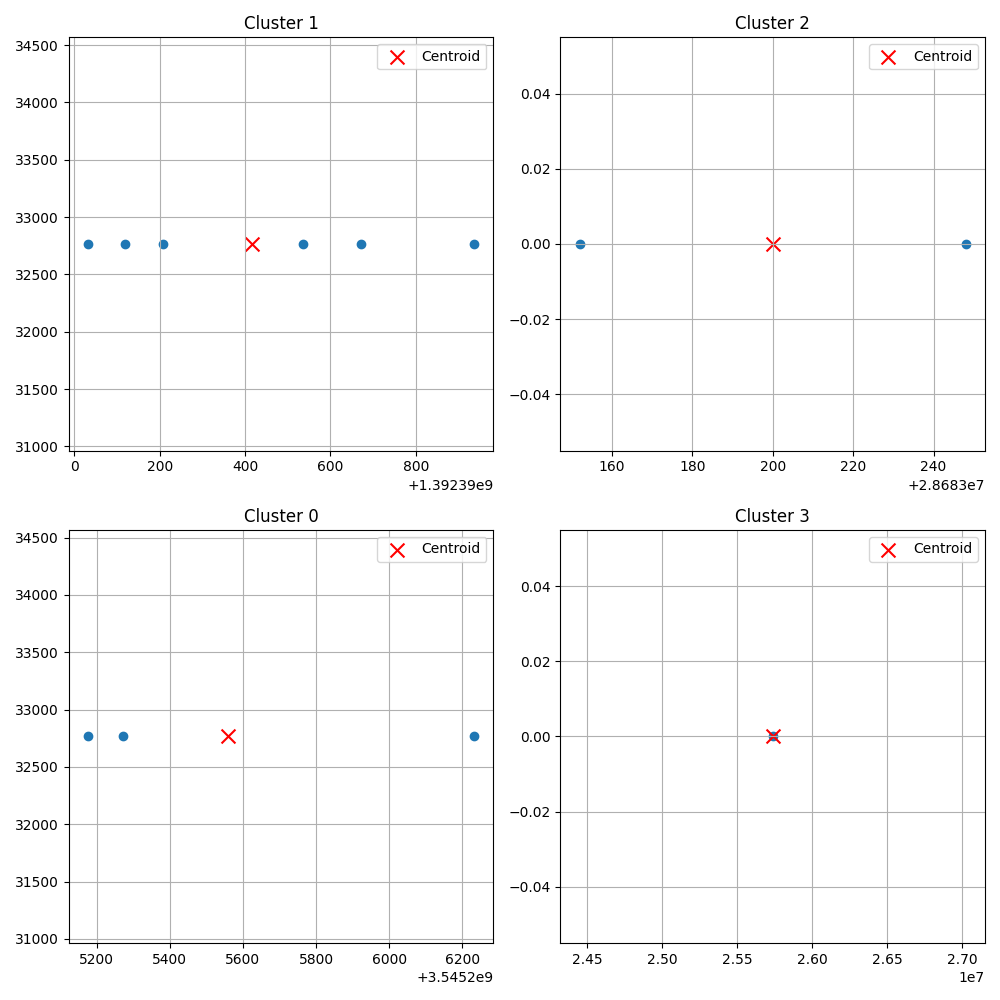 Cluster 1
Centroid
34500
34000
33500
33000
32500
32000
31500
31000
0 200 400 600 800
+1.39239e9
Cluster 2
Centroid
0.04
0.02
0.00
−0.02
−0.04
160 180 200 220 240
+2.8683e7
Cluster 0
Centroid
34500
34000
33500
33000
32500
32000
31500
31000
5200 5400 5600 5800 6000 6200
+3.5452e9
Cluster 3
Centroid
0.04
0.02
0.00
−0.02
−0.04
2.45 2.50 2.55 2.60 2.65 2.70
1e7